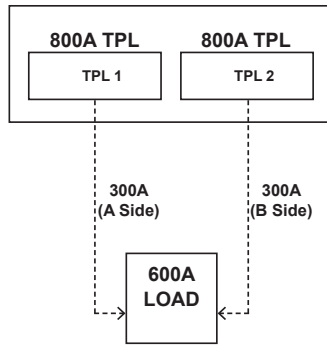 800A TPL 800A TPL
TPL 1 TPL 2
300A
(A Side)
300A
(B Side)
600A
LOAD